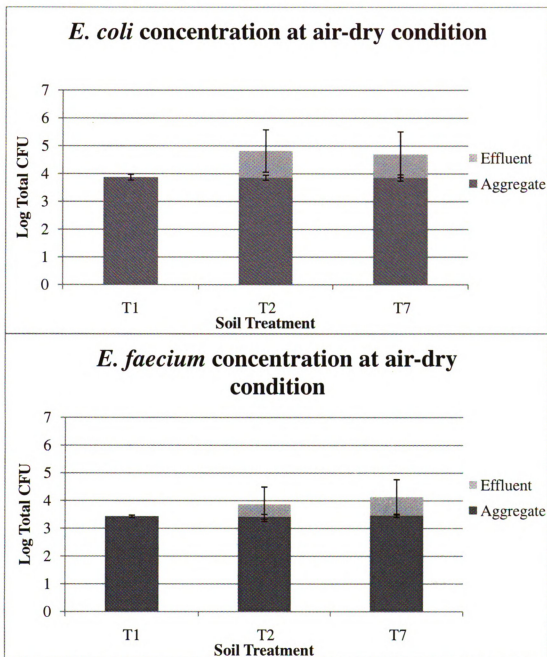 E. coli concentration at air-dry condition
7
6
5
4
3
2
1
0
Log Total CFU
T1 T2 T7
Soil Treatment
Effluent
Aggregate
E. faecium concentration at air-dry
condition
7
6
5
4
3
2
1
0
Log Total CFU
T1 T2 T7
Soil Treatment
Effluent
Aggregate